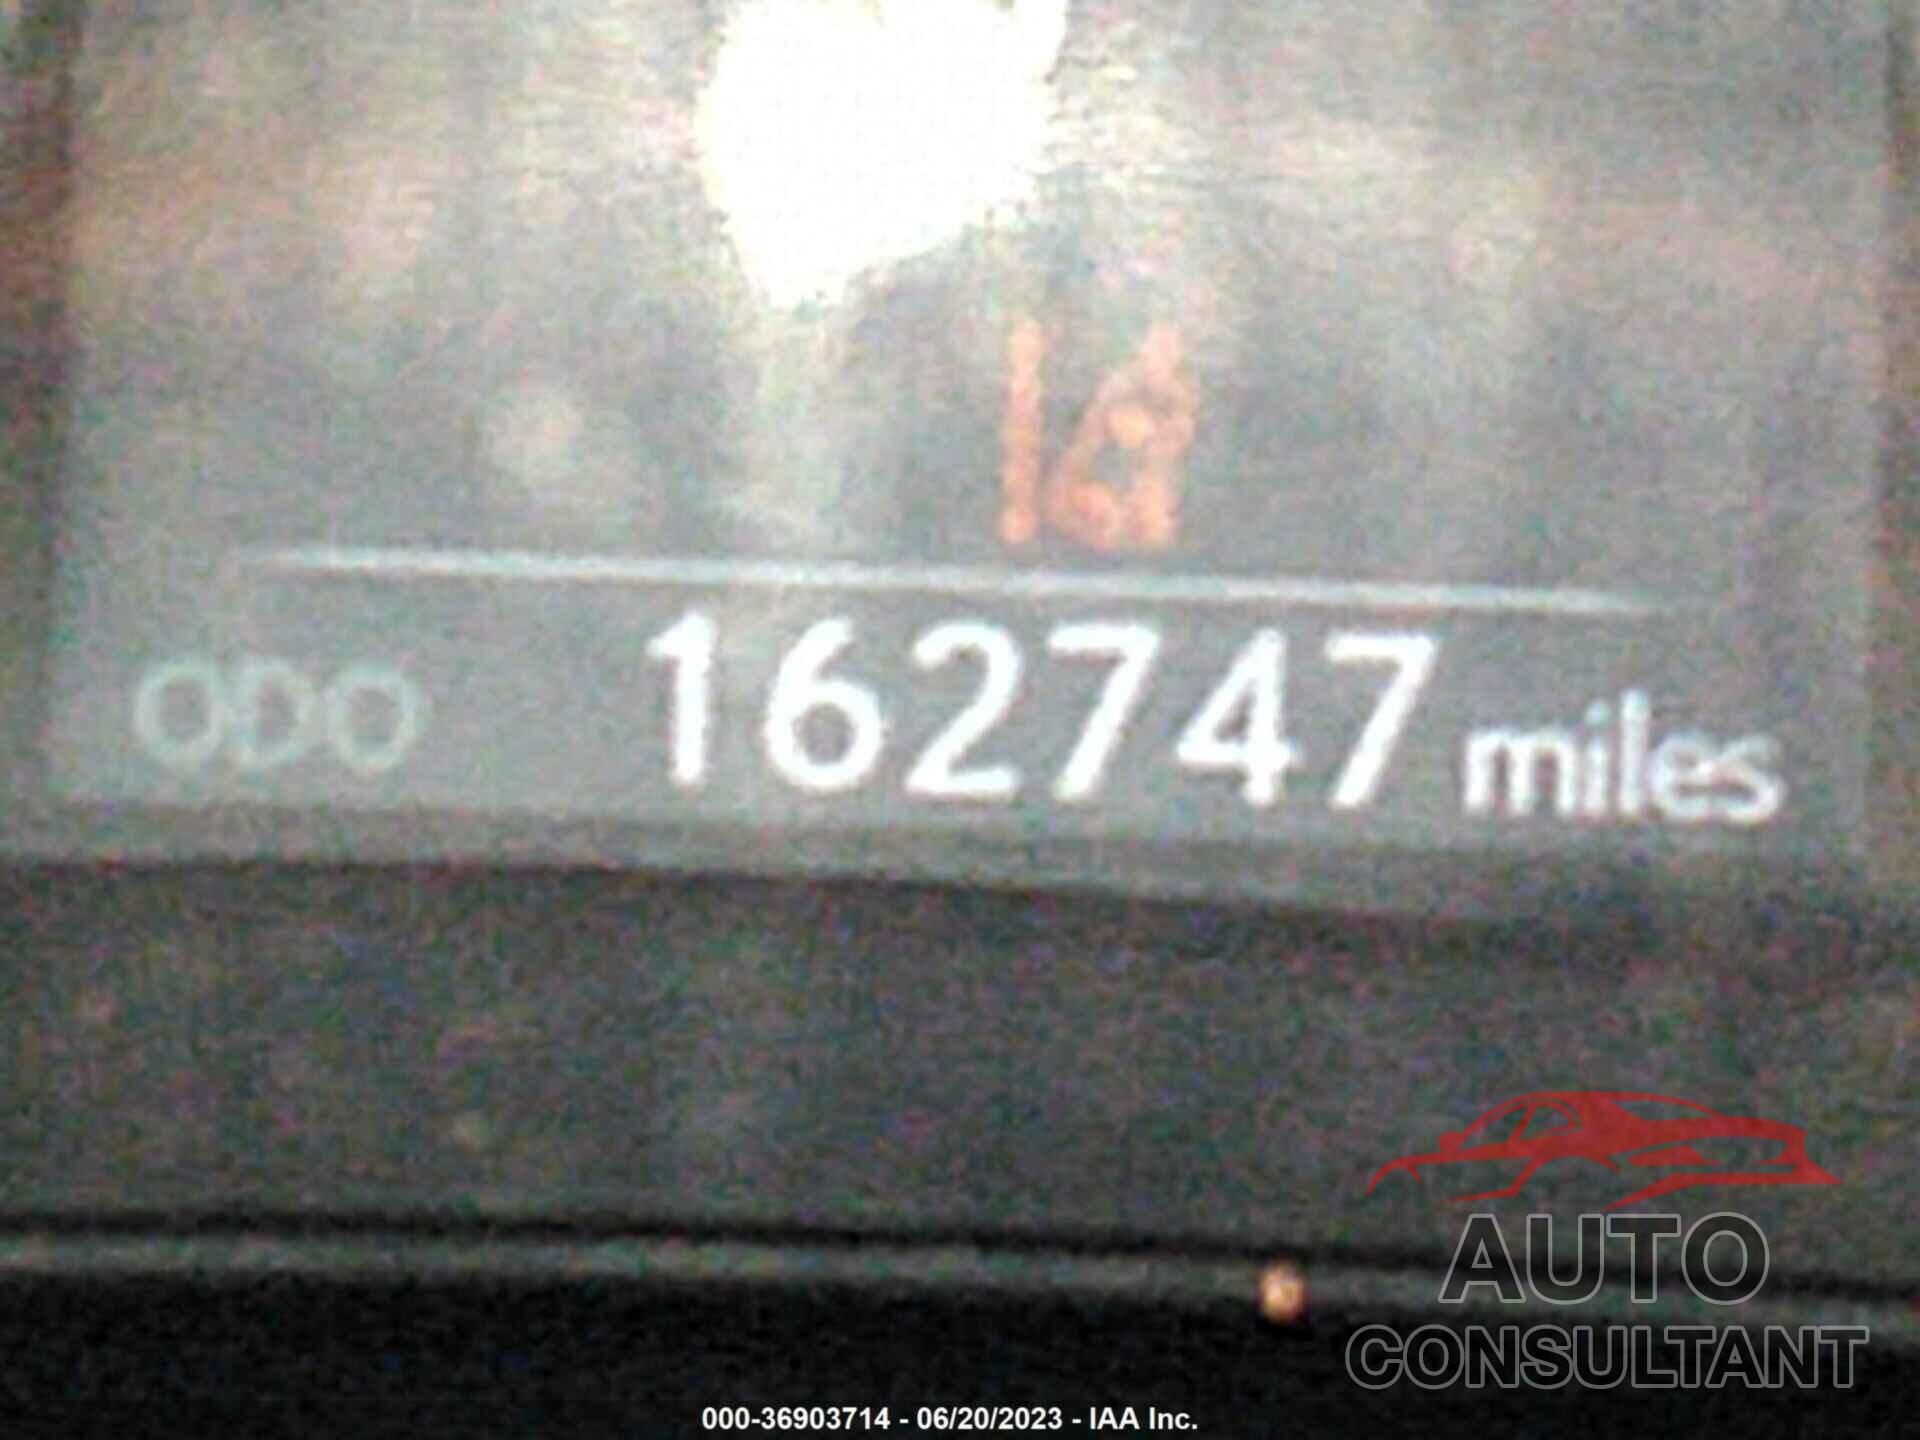 ODO 162747 miles
AUTO
CONSULTANT
000-36903714 - 06/20/2023 - IAA Inc.